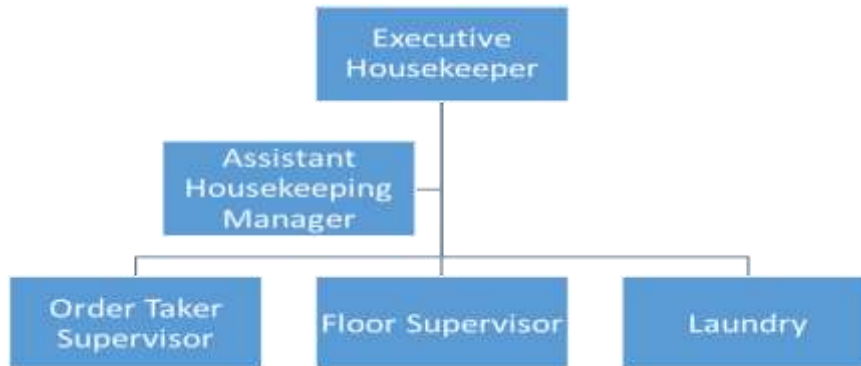 Executive
Housekeeper
Assistant
Housekeeping
Manager
Order Taker
Supervisor
Floor Supervisor
Laundry